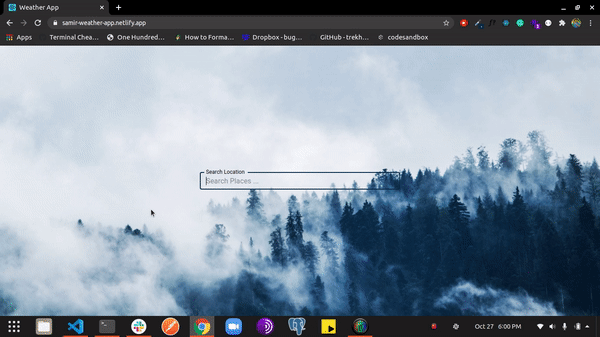 Weather App
samir-weather-app.netlify.app
Apps
Terminal Chea...
One Hundred...
How to Forma...
Dropbox - bug...
GitHub - trekh...
codesandbox
Search Location
Search Places ...
Oct 27 6:00 PM